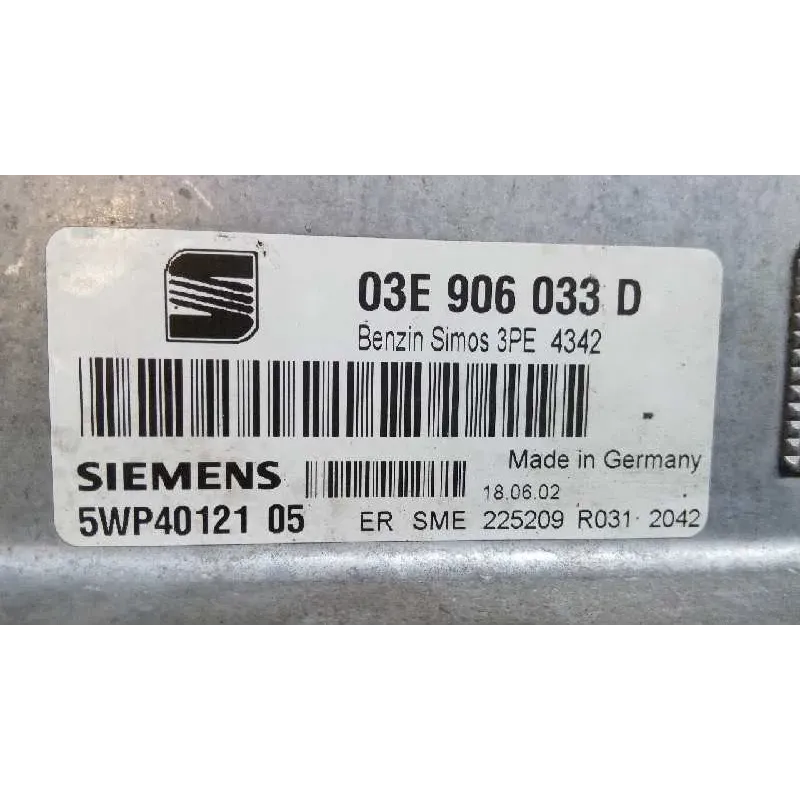 03E 906 033 D
Benzin Simos 3PE 4342
SIEMENS
Made in Germany
18.06.02
5WP40121 05
ER SME 225209 R031 2042